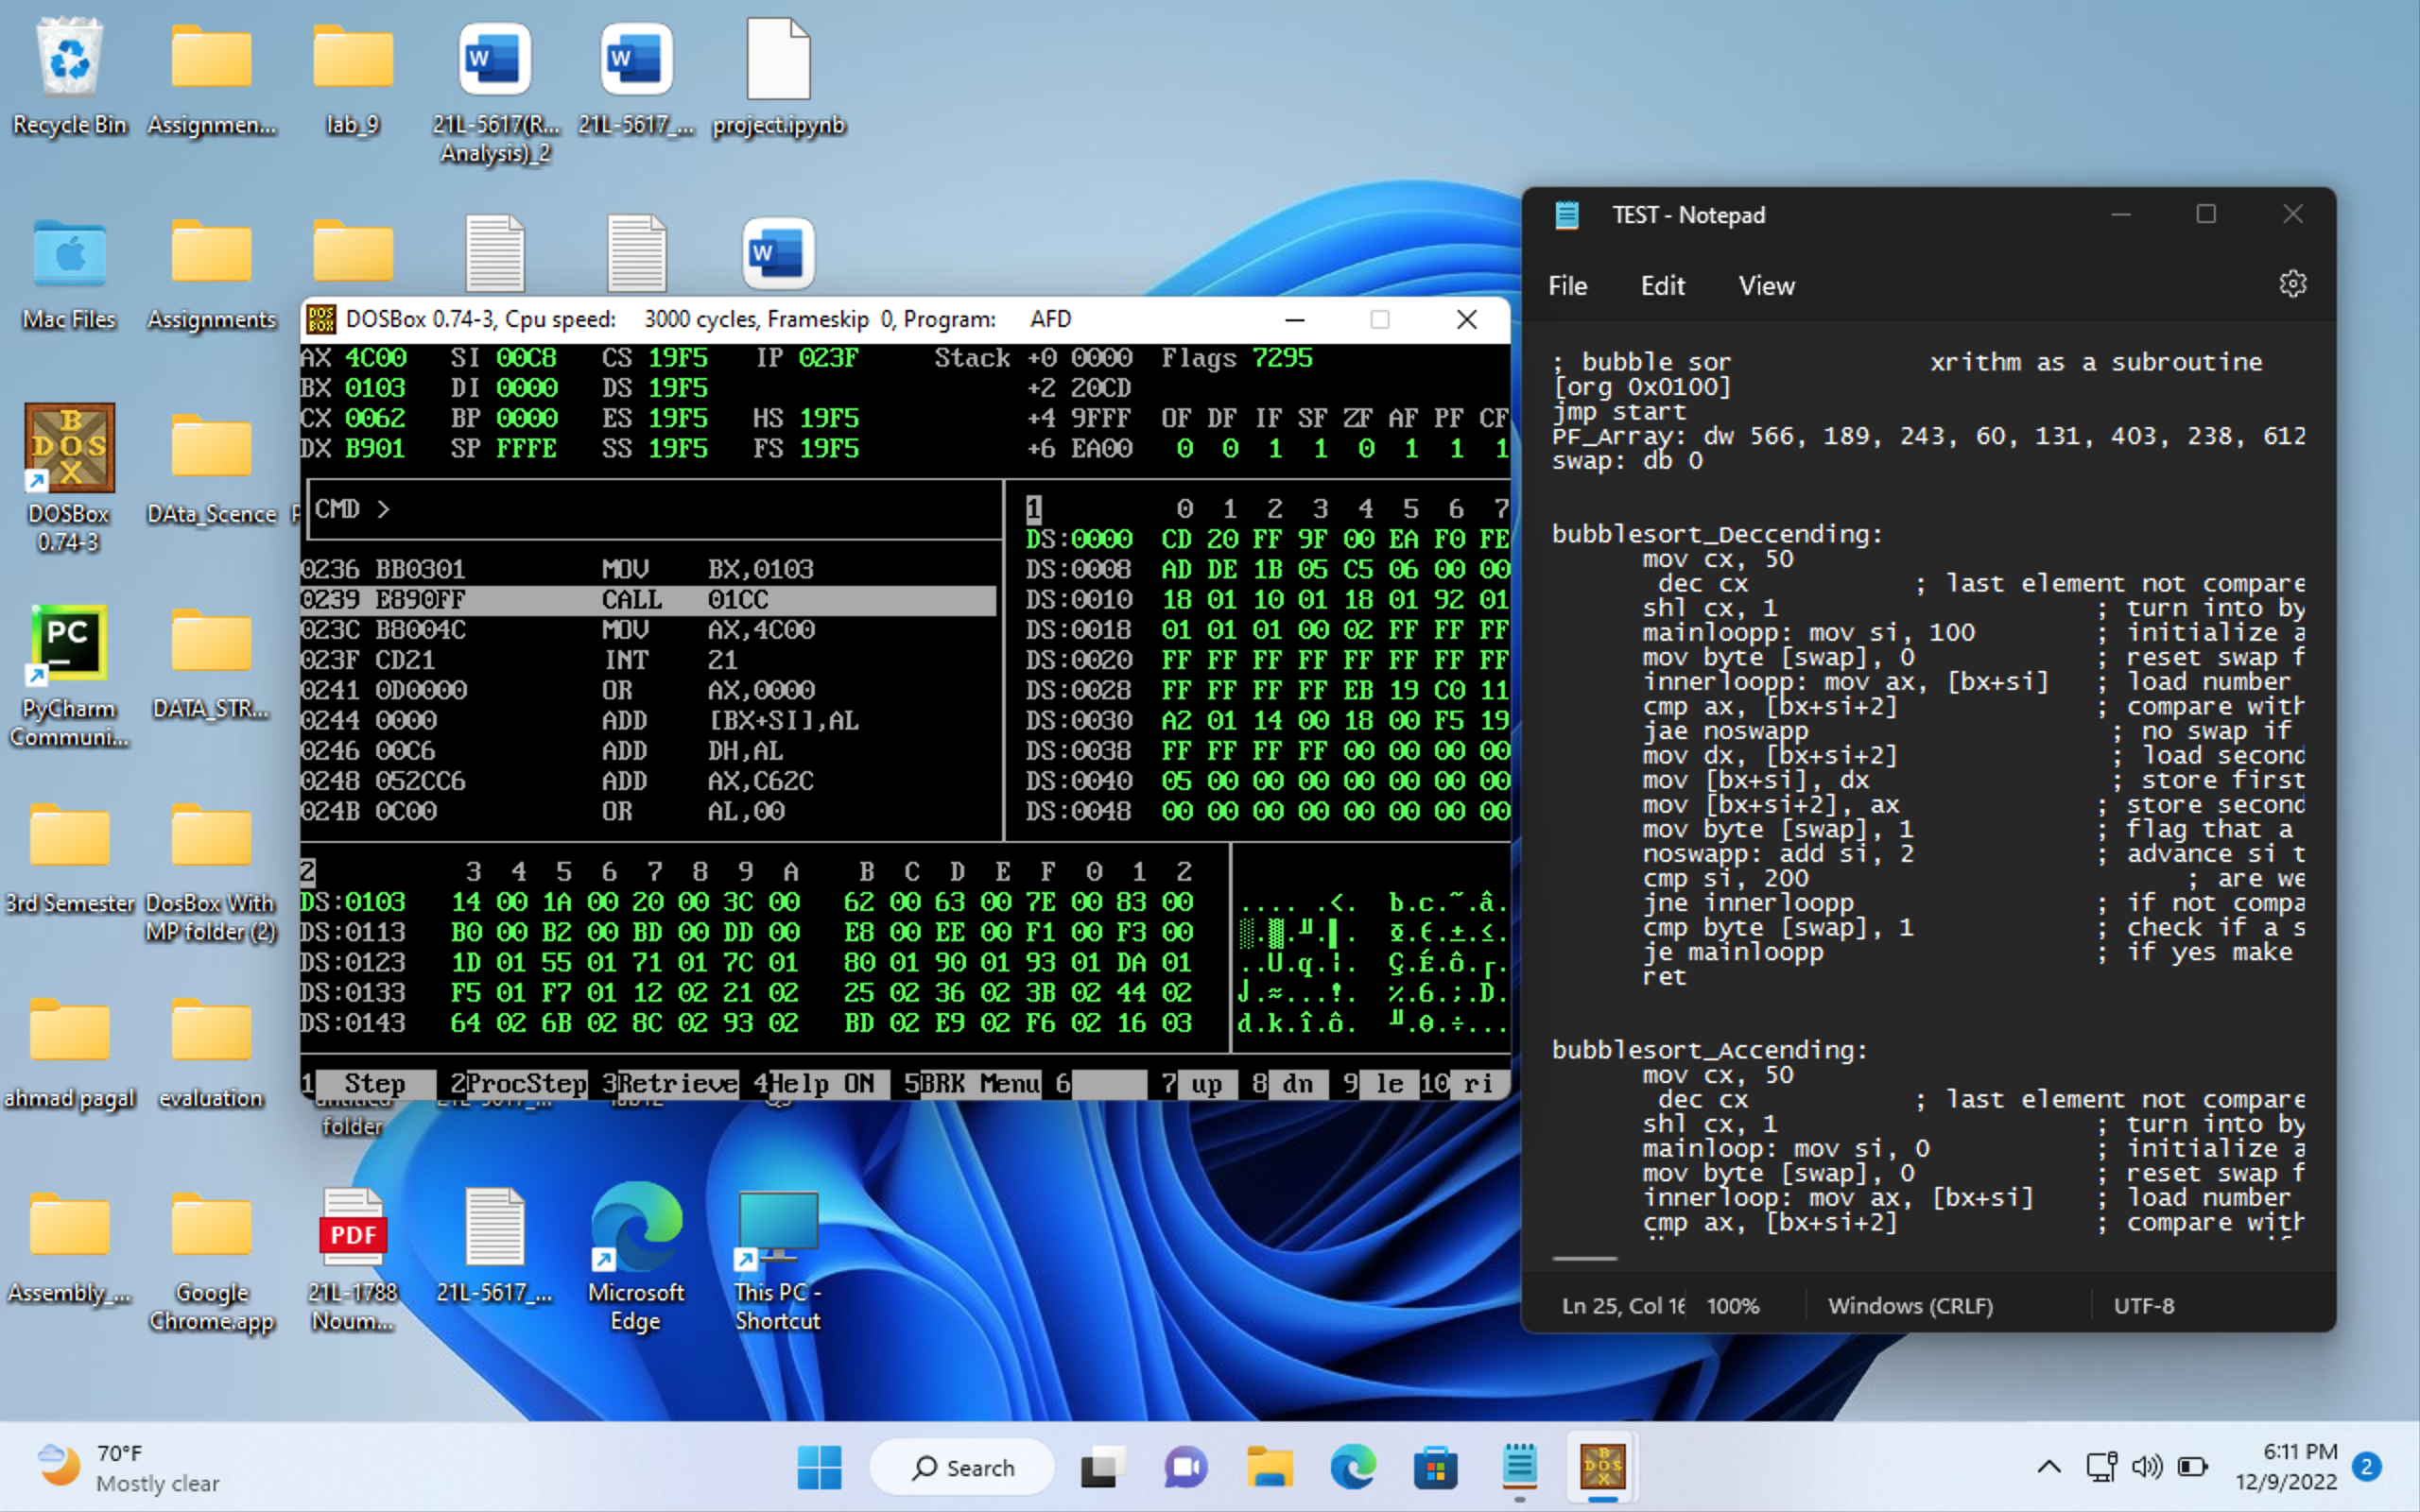 Recycle Bin
Assignmen...
lab_9
21L-5617(R...
Analysis)_2
21L-5617_...
project.ipynb
Mac Files
Assignments
DOSBox
0.74-3
DAta_Scence
PyCharm
Communi...
DATA_STR...
3rd Semester
DosBox With
MP folder (2)
ahmad pagal
evaluation
folder
Assembly_...
Google
Chrome.app
PDF
21L-1788
Noum...
21L-5617_...
Microsoft
Edge
This PC -
Shortcut
DOSBox 0.74-3, Cpu speed: 3000 cycles, Frameskip 0, Program: AFD
AX 4C00 SI 00C8 CS 19F5 IP 023F Stack +0 0000 Flags 7295
BX 0103 DI 0000 DS 19F5 +2 20CD
CX 0062 BP 0000 ES 19F5 HS 19F5 +4 9FFF OF DF IF SF ZF AF PF CF
DX B901 SP FFFE SS 19F5 FS 19F5 +6 EA00 0 0 1 1 0 1 1 1
CMD >
0236 BB0301 MOV BX,0103
0239 E890FF CALL 01CC
023C B8004C MOV AX,4C00
023F CD21 INT 21
0241 0D0000 OR AX,0000
0244 0000 ADD [BX+SI],AL
0246 00C6 ADD DH,AL
0248 052CC6 ADD AX,C62C
024B 0C00 OR AL,00
1 0 1 2 3 4 5 6 7
DS:0000 CD 20 FF 9F 00 EA F0 FE
DS:0008 AD DE 1B 05 C5 06 00 00
DS:0010 18 01 10 01 18 01 92 01
DS:0018 01 01 01 00 02 FF FF FF
DS:0020 FF FF FF FF FF FF FF FF
DS:0028 FF FF FF FF EB 19 C0 11
DS:0030 A2 01 14 00 18 00 F5 19
DS:0038 FF FF FF FF 00 00 00 00
DS:0040 05 00 00 00 00 00 00 00
DS:0048 00 00 00 00 00 00 00 00
2 3 4 5 6 7 8 9 A B C D E F 0 1 2
DS:0103 14 00 1A 00 20 00 3C 00 62 00 63 00 7E 00 83 00 .... .<. b.c.~.â.
DS:0113 B0 00 B2 00 BD 00 DD 00 E8 00 EE 00 F1 00 F3 00 ░.▓.╜.▌. Φ.ε.±.≤.
DS:0123 1D 01 55 01 71 01 7C 01 80 01 90 01 93 01 DA 01 ..U.q.|. Ç.É.ô.┌.
DS:0133 F5 01 F7 01 12 02 21 02 25 02 36 02 3B 02 44 02 ⌡.≈...!. %.6.;.D.
DS:0143 64 02 6B 02 8C 02 93 02 BD 02 E9 02 F6 02 16 03 d.k.î.ô. ╜.Θ.÷...
1 Step 2ProcStep 3Retrieve 4Help ON 5BRK Menu 6 7 up 8 dn 9 le 10 ri
TEST - Notepad
File Edit View
; bubble sor xrithm as a subroutine
[org 0x0100]
jmp start
PF_Array: dw 566, 189, 243, 60, 131, 403, 238, 612
swap: db 0
bubblesort_Deccending:
mov cx, 50
dec cx ; last element not compare
shl cx, 1 ; turn into by
mainloopp: mov si, 100 ; initialize a
mov byte [swap], 0 ; reset swap f
innerloopp: mov ax, [bx+si] ; load number
cmp ax, [bx+si+2] ; compare with
jae noswapp ; no swap if
mov dx, [bx+si+2] ; load second
mov [bx+si], dx ; store first
mov [bx+si+2], ax ; store second
mov byte [swap], 1 ; flag that a
noswapp: add si, 2 ; advance si t
cmp si, 200 ; are we
jne innerloopp ; if not compa
cmp byte [swap], 1 ; check if a s
je mainloopp ; if yes make
ret
bubblesort_Accending:
mov cx, 50
dec cx ; last element not compare
shl cx, 1 ; turn into by
mainloop: mov si, 0 ; initialize a
mov byte [swap], 0 ; reset swap f
innerloop: mov ax, [bx+si] ; load number
cmp ax, [bx+si+2] ; compare with
Ln 25, Col 16 100% Windows (CRLF) UTF-8
70°F
Mostly clear
Search
6:11 PM
12/9/2022
2